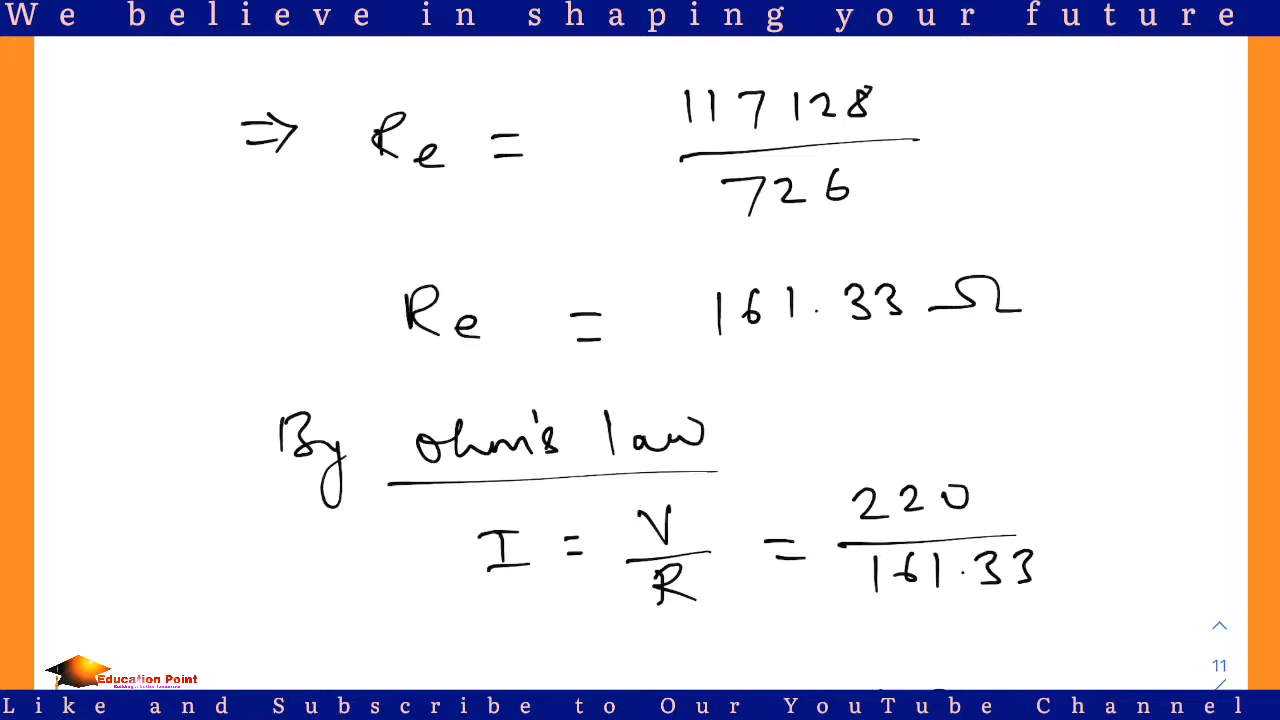 We believe in shaping your future
⇒ Re = 117128 / 726
Re = 161.33 Ω
By ohm's law
I = V / R = 220 / 161.33
11
Education Point
Like and Subscribe to Our YouTube Channel